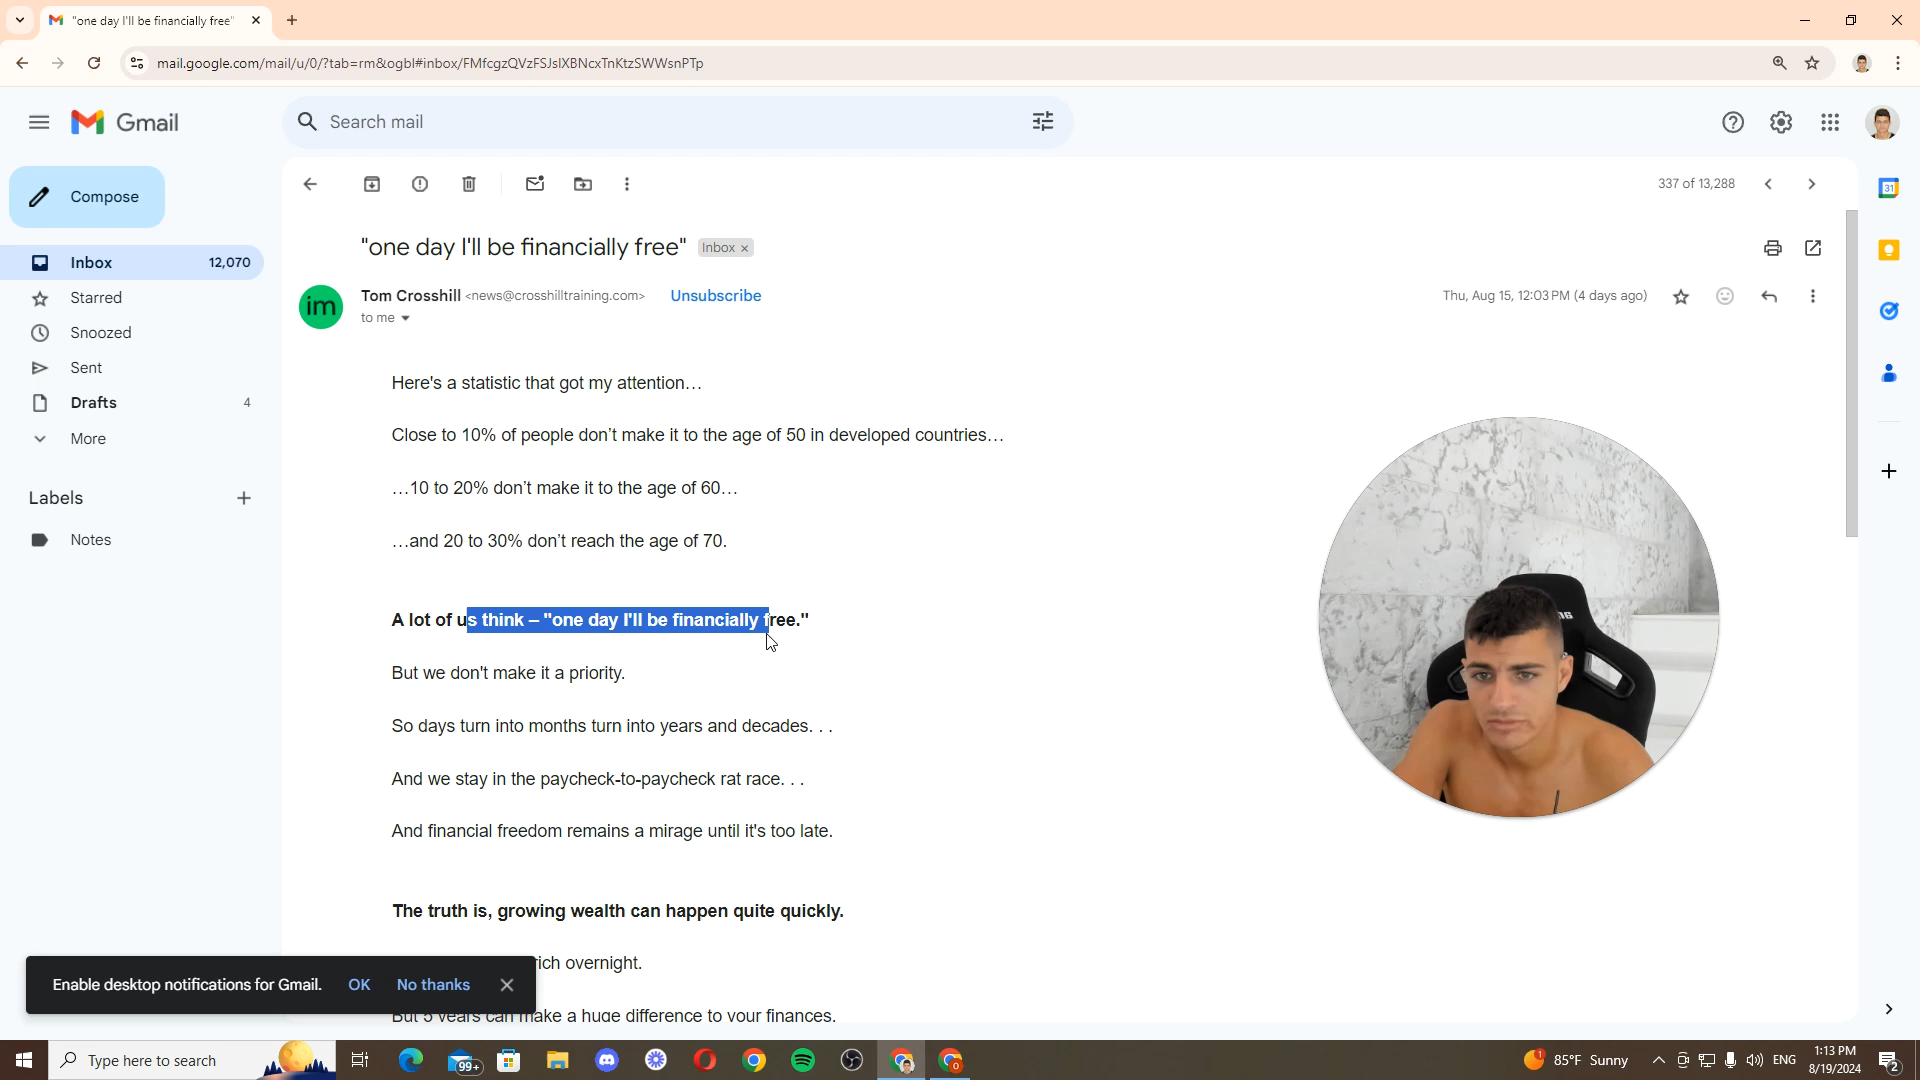 "one day I'll be financially free"
mail.google.com/mail/u/0/?tab=rm&ogbl#inbox/FMfcgzQVzFSJslXBNcxTnKtzSWWsnPTp
Gmail
Search mail
Compose
337 of 13,288
31
"one day I'll be financially free"
Inbox ×
Inbox 12,070
Starred
Snoozed
Sent
Drafts 4
More
Labels
Notes
im
Tom Crosshill <news@crosshilltraining.com> Unsubscribe
Thu, Aug 15, 12:03 PM (4 days ago)
to me
Here's a statistic that got my attention…
Close to 10% of people don’t make it to the age of 50 in developed countries…
…10 to 20% don’t make it to the age of 60…
…and 20 to 30% don’t reach the age of 70.
A lot of us think – "one day I'll be financially free."
But we don't make it a priority.
So days turn into months turn into years and decades. . .
And we stay in the paycheck-to-paycheck rat race. . .
And financial freedom remains a mirage until it's too late.
The truth is, growing wealth can happen quite quickly.
rich overnight.
But 5 years can make a huge difference to your finances.
Enable desktop notifications for Gmail. OK No thanks
Type here to search
99+
1
85°F Sunny
ENG
1:13 PM
8/19/2024
2